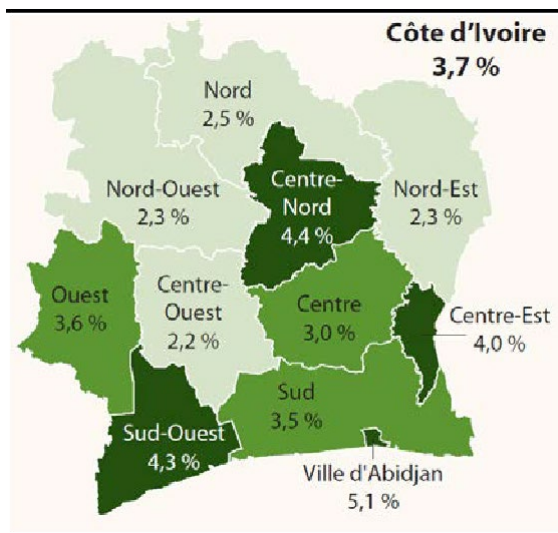 Côte d'Ivoire
3,7 %
Nord
2,5 %
Nord-Ouest
2,3 %
Centre-
Nord
4,4 %
Nord-Est
2,3 %
Ouest
3,6 %
Centre-
Ouest
2,2 %
Centre
3,0 %
Centre-Est
4,0 %
Sud
3,5 %
Sud-Ouest
4,3 %
Ville d'Abidjan
5,1 %